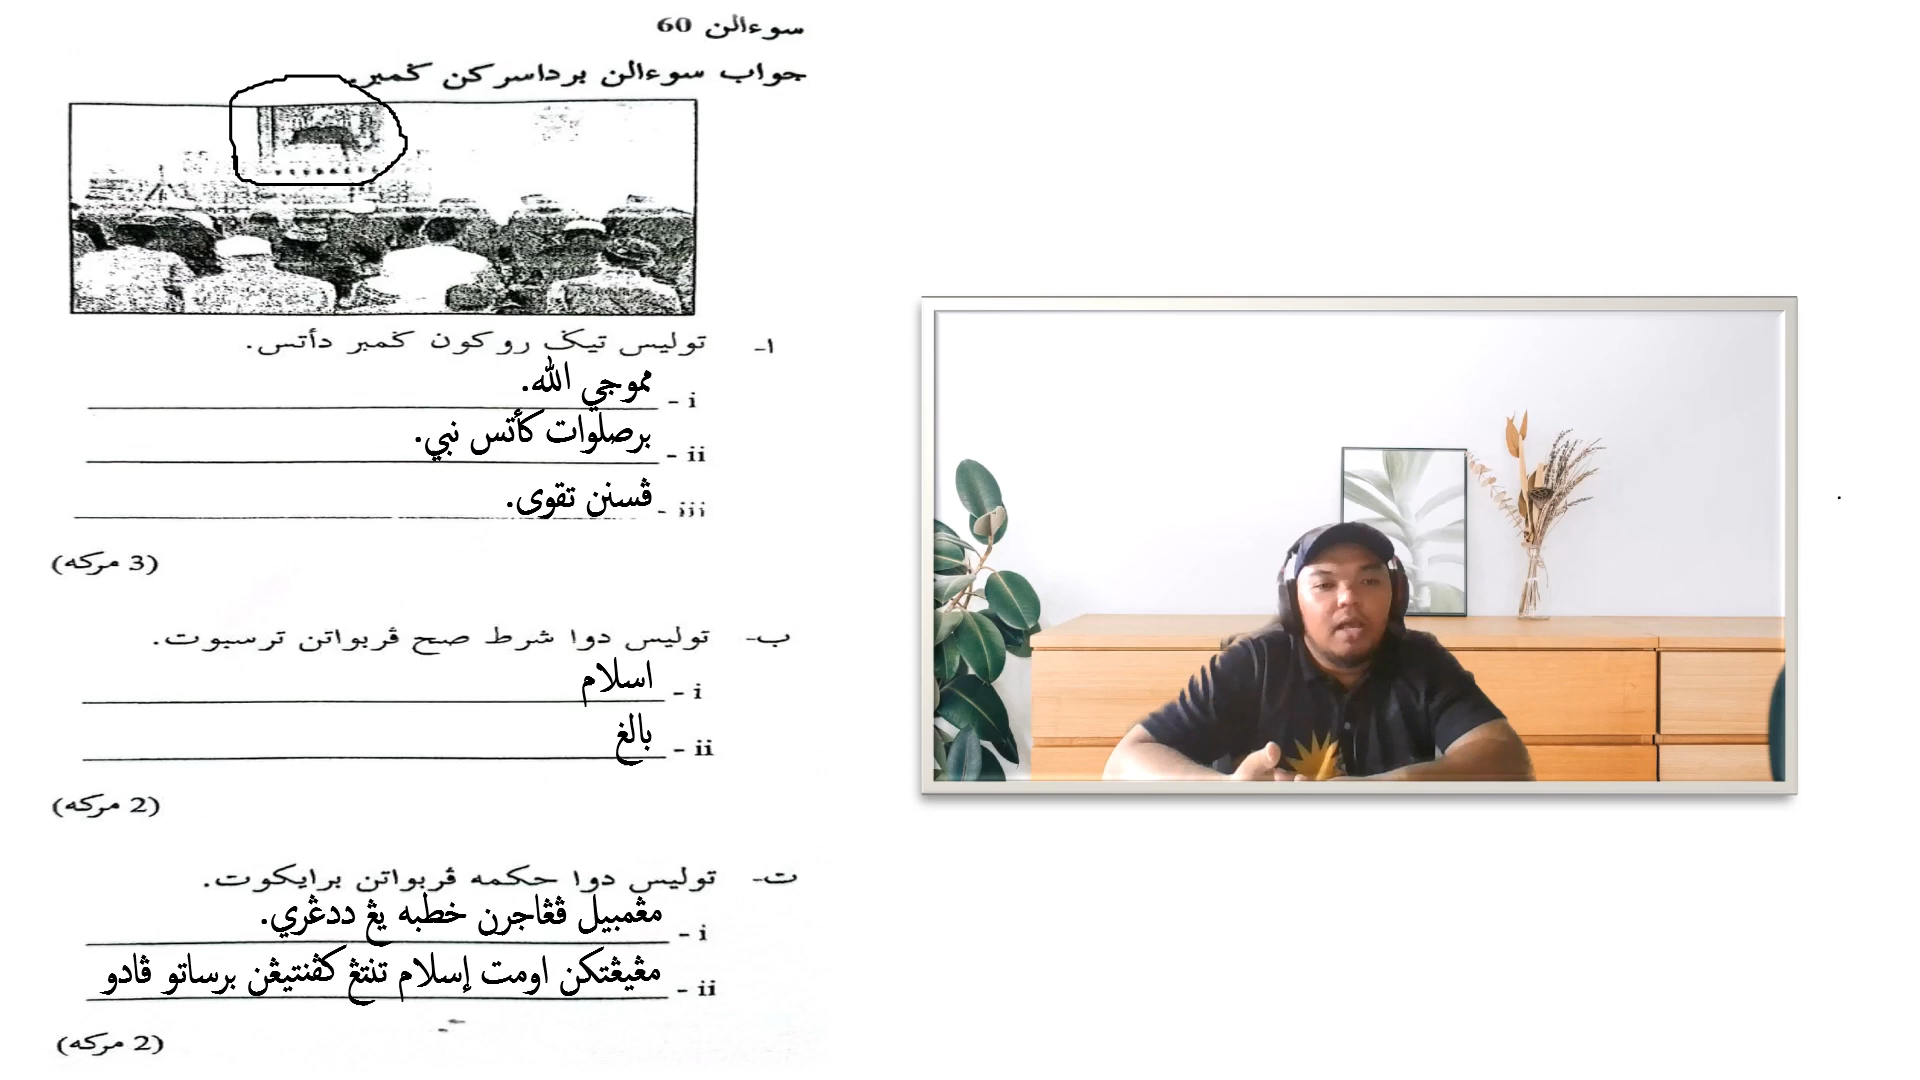 سوءالن 60
جواب سوءالن برداسركن ݢمبر.
ا- توليس تيݢ روكون ݢمبر دأتس.
i - مموجي الله.
ii - برصلوات كأتس نبي.
iii - ڤسنن تقوى.
(3 مركه)
ب- توليس دوا شرط صح ڤربواتن ترسبوت.
i - اسلام
ii - بالغ
(2 مركه)
ت- توليس دوا حكمه ڤربواتن برايكوت.
i - مڠمبيل ڤڠاجرن خطبه يڠ ددڠري.
ii - مڠيڠتكن اومت إسلام تنتڠ كڤنتيڠن برساتو ڤادو
(2 مركه)